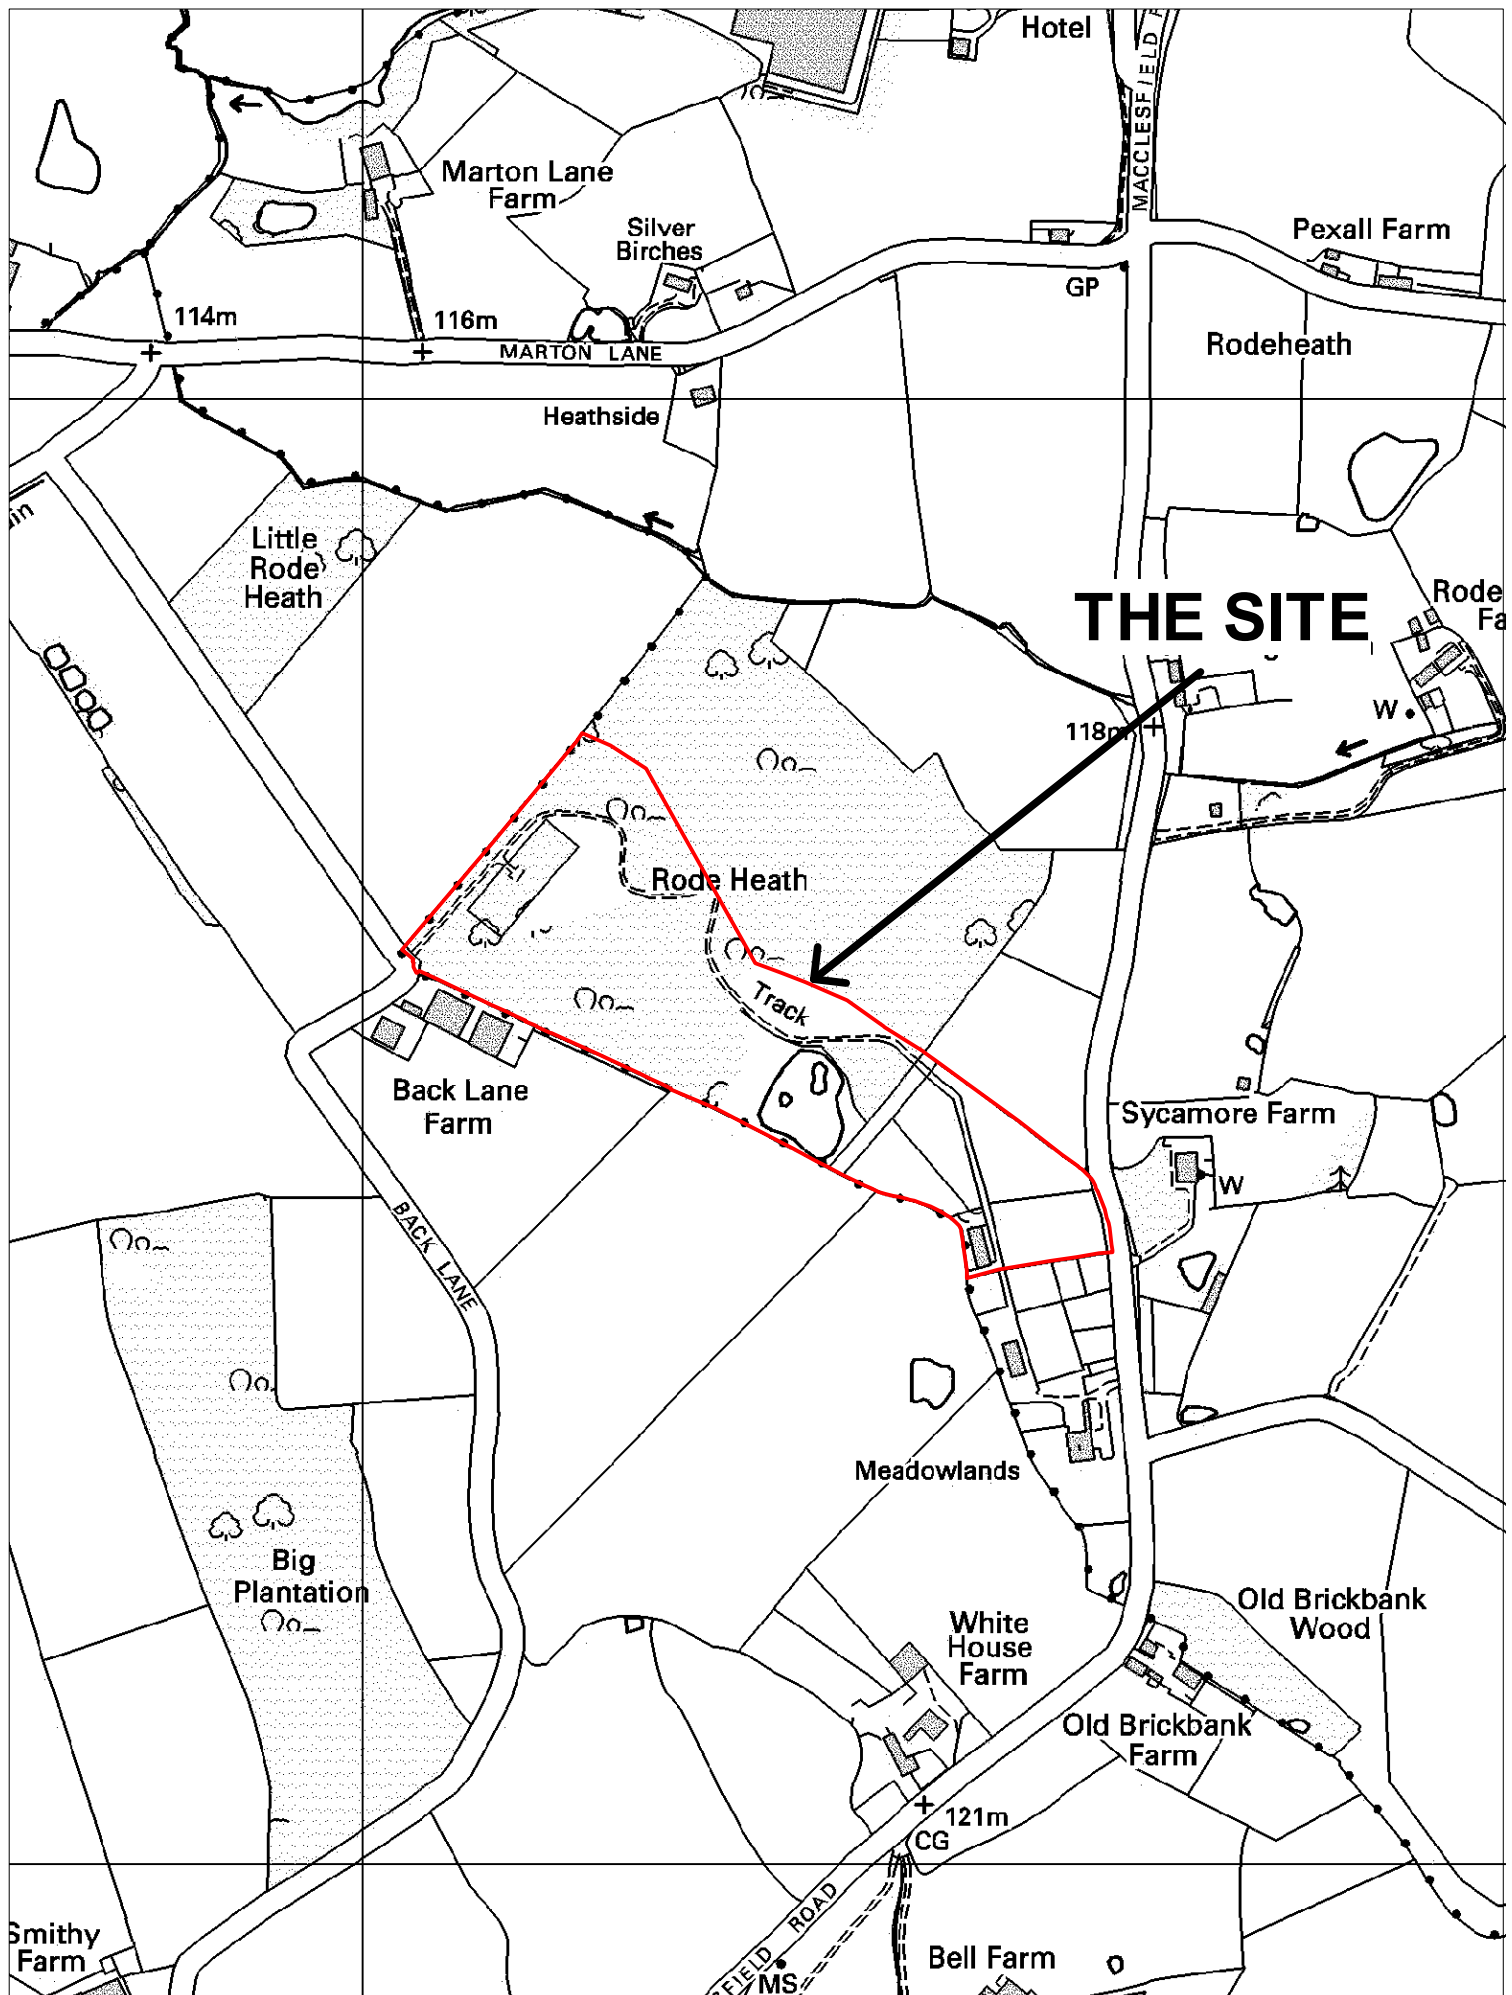 Hotel
MACCLESFIELD
Marton Lane
Farm
Silver
Birches
Pexall Farm
GP
114m
116m
MARTON LANE
Rodeheath
Heathside
Little
Rode
Heath
THE SITE
Rode
W
118m
Rode Heath
Track
Back Lane
Farm
Sycamore Farm
W
BACK LANE
Meadowlands
Big
Plantation
Old Brickbank
Wood
White
House
Farm
Old Brickbank
Farm
121m
CG
Smithy
Farm
ROAD
Bell Farm
MS